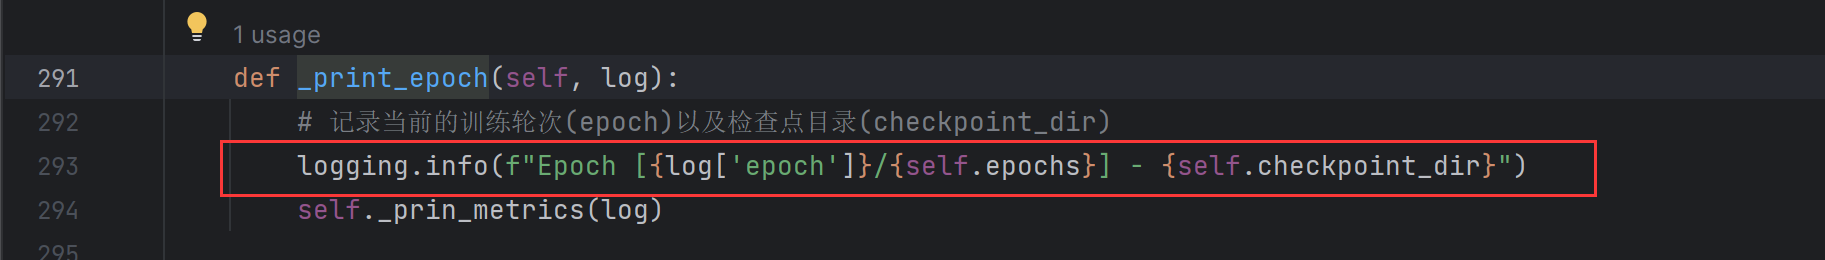 1 usage
291 def _print_epoch(self, log):
292 # 记录当前的训练轮次(epoch)以及检查点目录(checkpoint_dir)
293 logging.info(f"Epoch [{log['epoch']}/{self.epochs}] - {self.checkpoint_dir}")
294 self._prin_metrics(log)
295